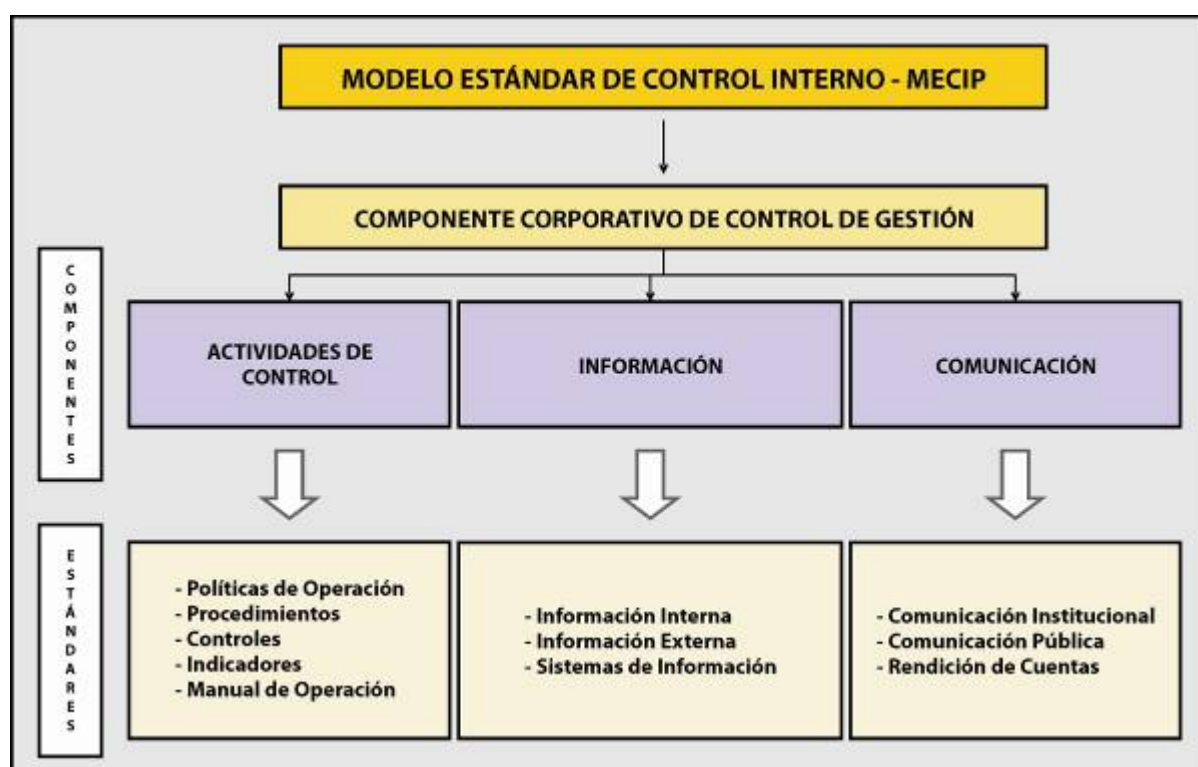 MODELO ESTÁNDAR DE CONTROL INTERNO - MECIP
COMPONENTE CORPORATIVO DE CONTROL DE GESTIÓN
COMPONENTES
ACTIVIDADES DE
CONTROL
INFORMACIÓN
COMUNICACIÓN
ESTÁNDARES
- Políticas de Operación
- Procedimientos
- Controles
- Indicadores
- Manual de Operación
- Información Interna
- Información Externa
- Sistemas de Información
- Comunicación Institucional
- Comunicación Pública
- Rendición de Cuentas